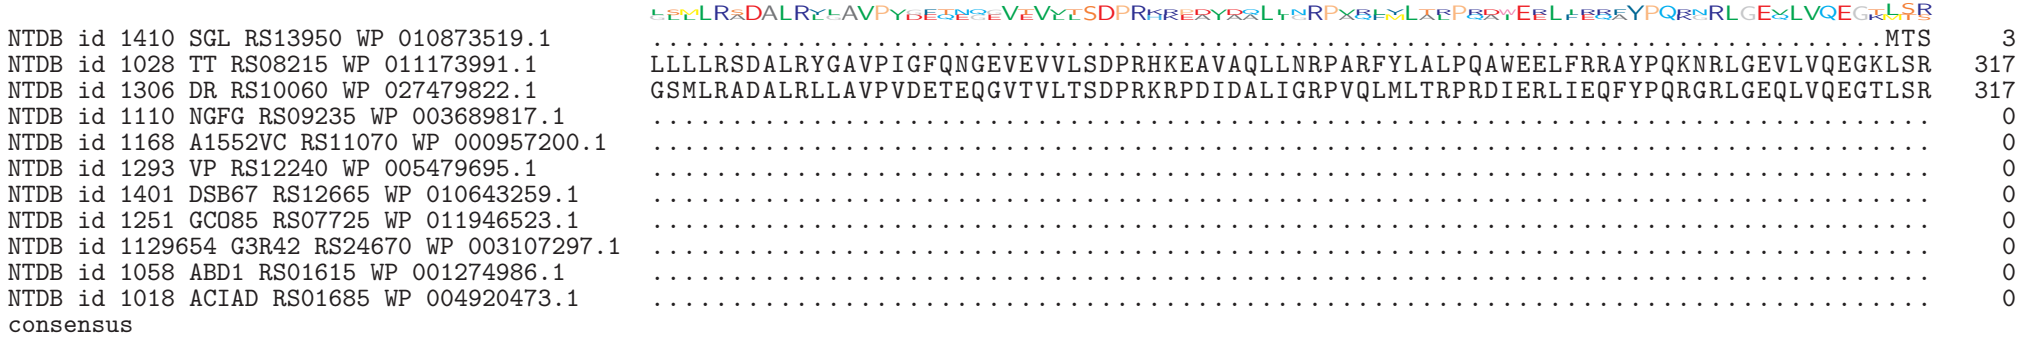 NTDB id 1410 SGL RS13950 WP 010873519.1 ....................................................................................................MTS 3
NTDB id 1028 TT RS08215 WP 011173991.1 LLLLRSDALRYGAVPIGFQNGEVEVVLSDPRHKEAVAQLLNRPARFYLALPQAWEELFRRAYPQKNRLGEVLVQEGKLSR 317
NTDB id 1306 DR RS10060 WP 027479822.1 GSMLRADALRLLAVPVDETEQGVTVLTSDPRKRPDIDALIGRPVQLMLTRPRDIERLIEQFYPQRGRLGEQLVQEGTLSR 317
NTDB id 1110 NGFG RS09235 WP 003689817.1 ................................................................................ 0
NTDB id 1168 A1552VC RS11070 WP 000957200.1 ................................................................................ 0
NTDB id 1293 VP RS12240 WP 005479695.1 ................................................................................ 0
NTDB id 1401 DSB67 RS12665 WP 010643259.1 ................................................................................ 0
NTDB id 1251 GCO85 RS07725 WP 011946523.1 ................................................................................ 0
NTDB id 1129654 G3R42 RS24670 WP 003107297.1 ................................................................................ 0
NTDB id 1058 ABD1 RS01615 WP 001274986.1 ................................................................................ 0
NTDB id 1018 ACIAD RS01685 WP 004920473.1 ................................................................................ 0
consensus